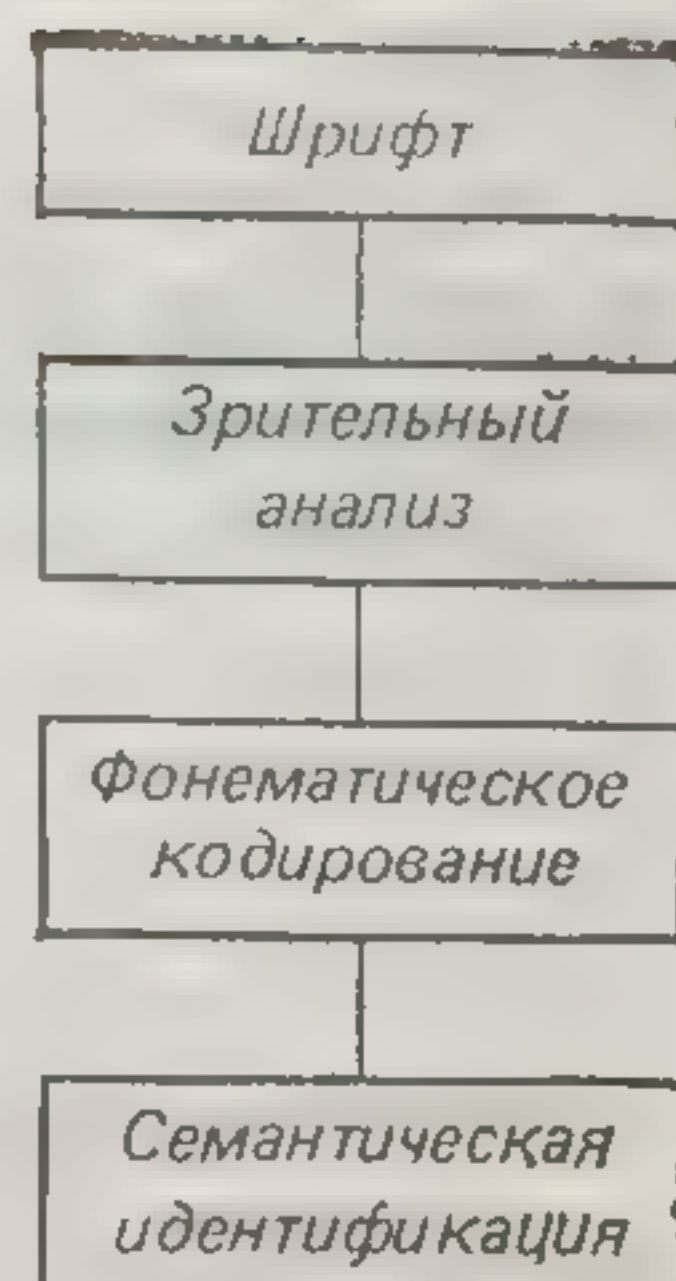 Шрифт
Зрительный
анализ
Фонематическое
кодирование
Семантическая
идентификация